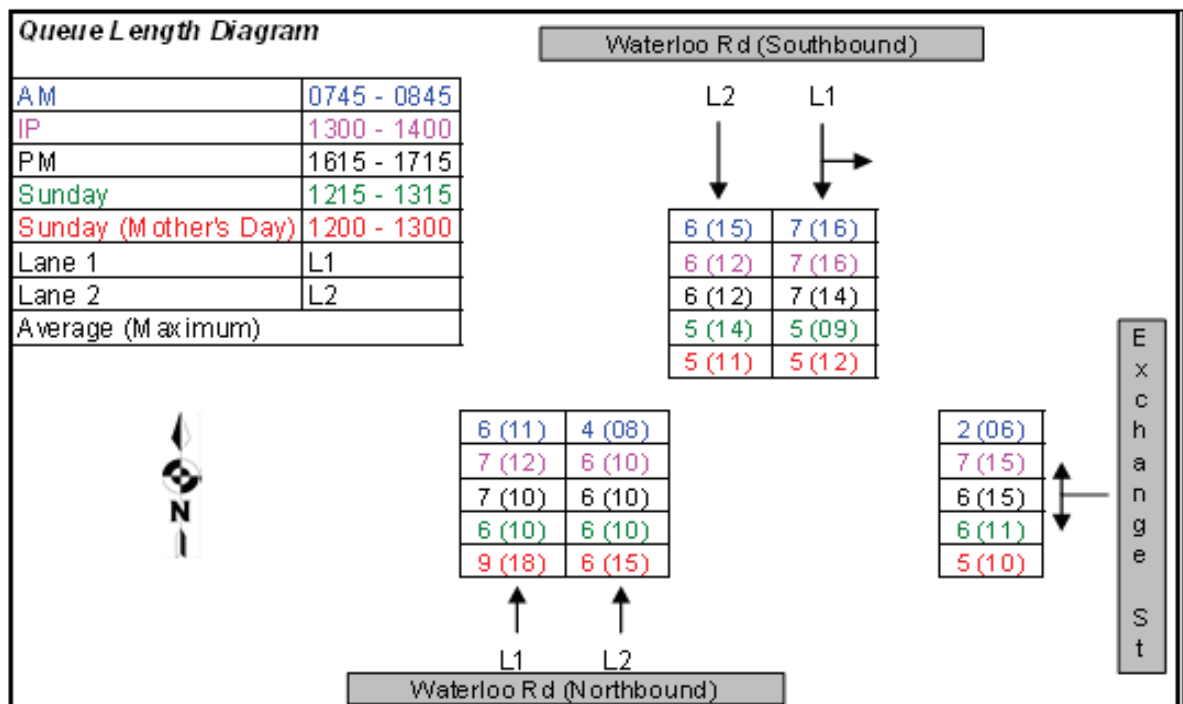 Queue Length Diagram
Waterloo Rd (Southbound)
AM 0745 - 0845
IP 1300 - 1400
PM 1615 - 1715
Sunday 1215 - 1315
Sunday (Mother's Day) 1200 - 1300
Lane 1 L1
Lane 2 L2
Average (Maximum)
L2 L1
6 (15) 7 (16)
6 (12) 7 (16)
6 (12) 7 (14)
5 (14) 5 (09)
5 (11) 5 (12)
N
6 (11) 4 (08)
7 (12) 6 (10)
7 (10) 6 (10)
6 (10) 6 (10)
9 (18) 6 (15)
L1 L2
Waterloo Rd (Northbound)
2 (06)
7 (15)
6 (15)
6 (11)
5 (10)
Exchange St